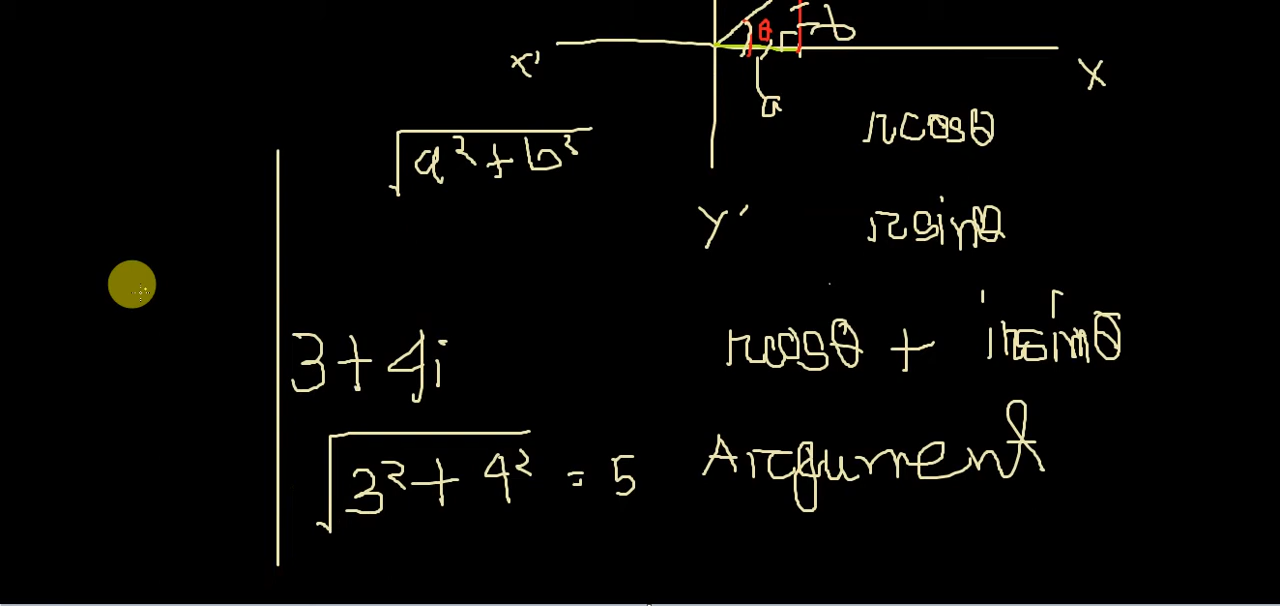 θ
b
X'
X
a
r cosθ
√a²+b²
r sinθ
Y'
r cosθ + i r sinθ
3+4i
√3²+4² = 5
Argument